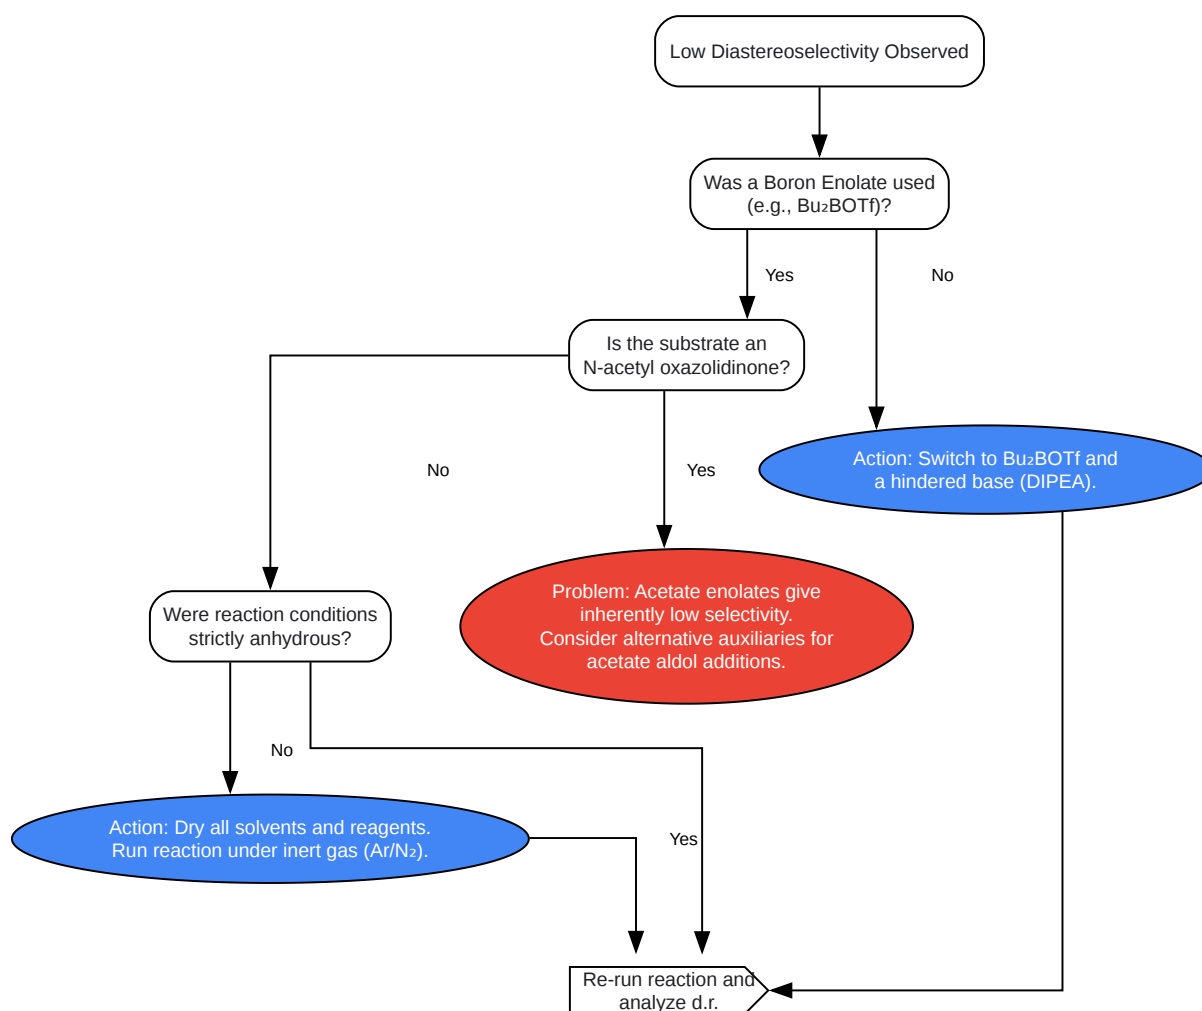 Low Diastereoselectivity Observed
Was a Boron Enolate used
(e.g., Bu₂BOTf)?
Yes
No
Is the substrate an
N-acetyl oxazolidinone?
No
Yes
Action: Switch to Bu₂BOTf and
a hindered base (DIPEA).
Were reaction conditions
strictly anhydrous?
Problem: Acetate enolates give
inherently low selectivity.
Consider alternative auxiliaries for
acetate aldol additions.
No
Action: Dry all solvents and reagents.
Run reaction under inert gas (Ar/N₂).
Yes
Re-run reaction and
analyze d.r.